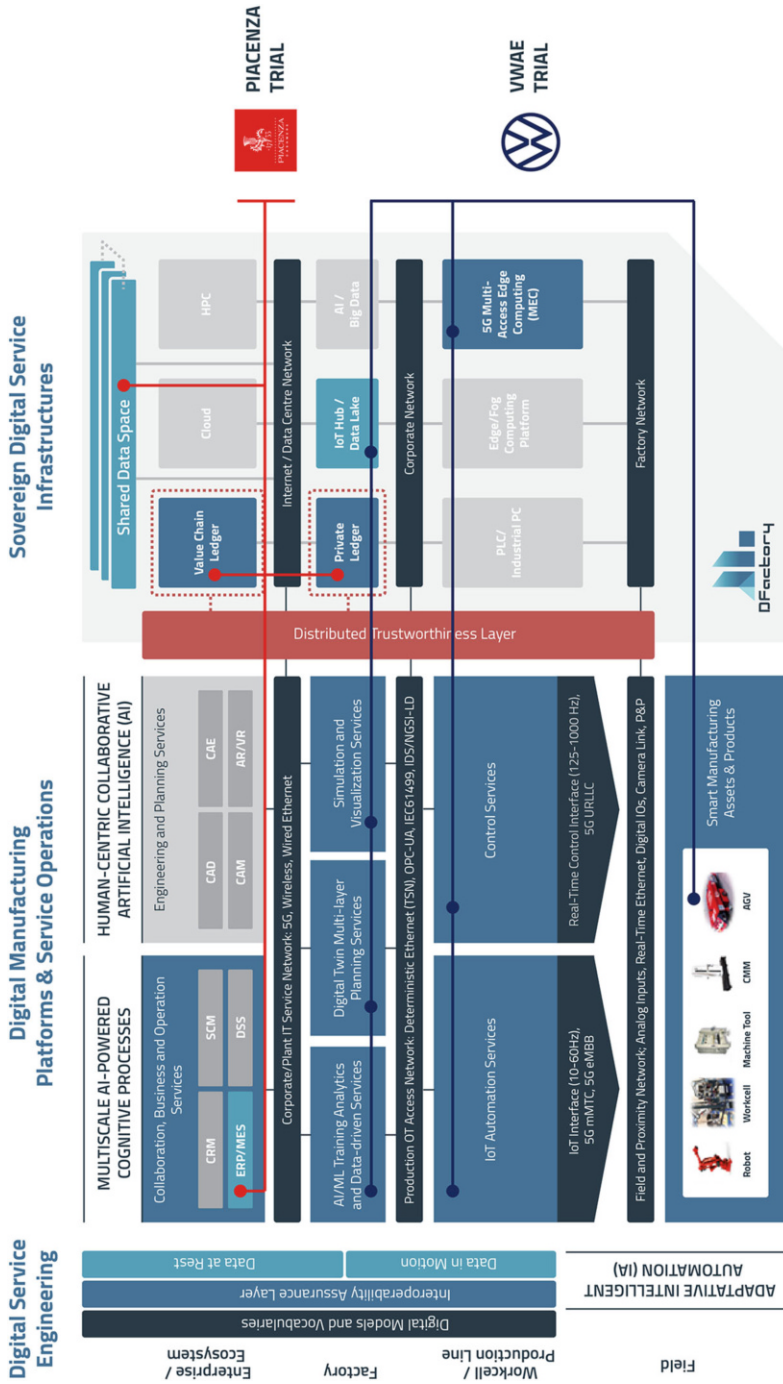 Digital Service
Engineering
Digital Manufacturing
Platforms & Service Operations
Sovereign Digital Service
Infrastructures
MULTISCALE AI-POWERED
COGNITIVE PROCESSES
HUMAN-CENTRIC COLLABORATIVE
ARTIFICIAL INTELLIGENCE (AI)
Enterprise /
Ecosystem
Factory
Workcell /
Production Line
Field
Digital Models and Vocabularies
Interoperability Assurance Layer
Data at Rest
Data in Motion
ADAPTATIVE INTELLIGENT
AUTOMATION (IA)
Collaboration, Business and Operation
Services
CRM
SCM
ERP/MES
DSS
Engineering and Planning Services
CAD
CAE
CAM
AR/VR
Corporate/Plant IT Service Network: 5G, Wireless, Wired Ethernet
AI/ML Training Analytics
and Data-driven Services
Digital Twin Multi-layer
Planning Services
Simulation and
Visualization Services
Production OT Access Network: Deterministic Ethernet (TSN), OPC-UA, IEC61499, IDS/NGSI-LD
IoT Automation Services
Control Services
IoT Interface (10-60Hz),
5G mMTC, 5G eMBB
Real-Time Control Interface (125-1000 Hz),
5G URLLC
Field and Proximity Network; Analog Inputs, Real-Time Ethernet, Digital IOs, Camera Link, P&P
Smart Manufacturing
Assets & Products
Robot
Workcell
Machine Tool
CMM
AGV
Distributed Trustworthiness Layer
Shared Data Space
Value Chain
Ledger
Cloud
HPC
Internet / Data Centre Network
Private
Ledger
IoT Hub /
Data Lake
AI /
Big Data
Corporate Network
PLC/
Industrial PC
Edge/Fog
Computing
Platform
5G Multi-
Access Edge
Computing
(MEC)
Factory Network
DFactory
PIACENZA
PIACENZA
TRIAL
VWAE
TRIAL